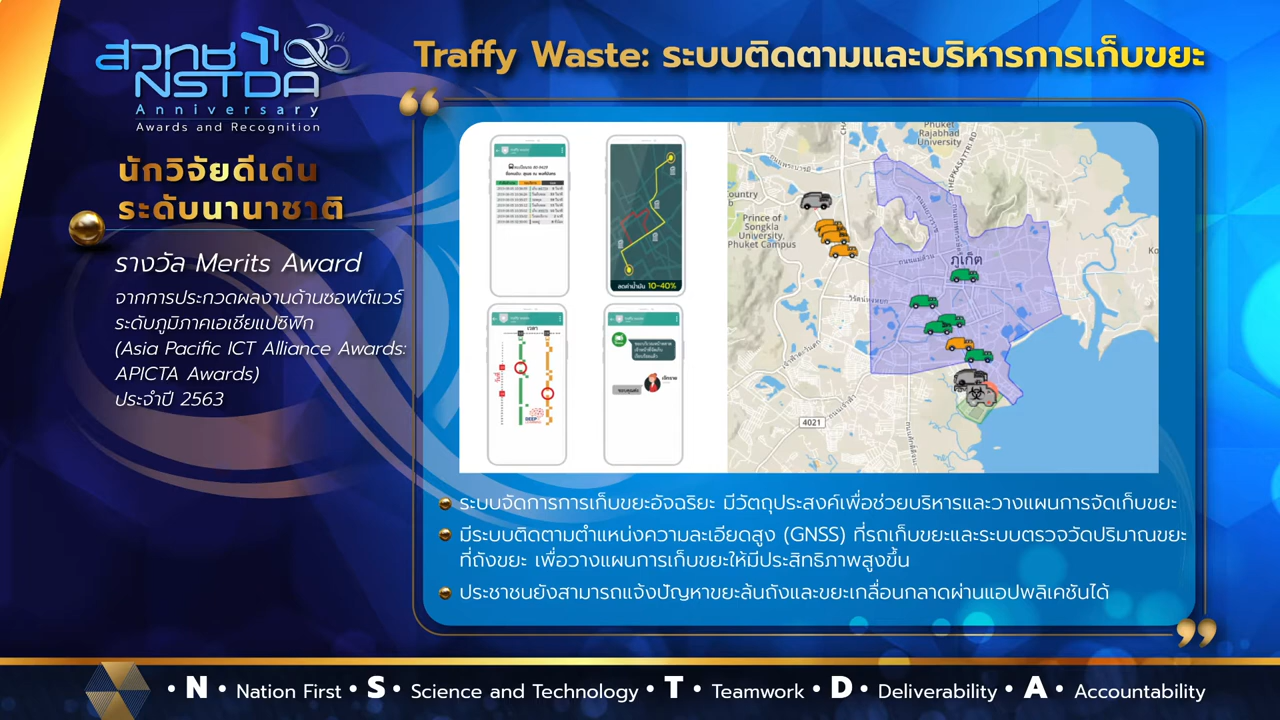 สวทช
NSTDA
30th
Anniversary
Awards and Recognition
นักวิจัยดีเด่น
ระดับนานาชาติ
รางวัล Merits Award
จากการประกวดผลงานด้านซอฟต์แวร์
ระดับภูมิภาคเอเชียแปซิฟิก
(Asia Pacific ICT Alliance Awards:
APICTA Awards)
ประจำปี 2563
Traffy Waste: ระบบติดตามและบริหารการเก็บขยะ
ลดค่าน้ำมัน 10-40%
เวลา
Phuket
Rajabhad
University
Prince of
Songkla
University,
Phuket Campus
ภูเก็ต
4021
ระบบจัดการการเก็บขยะอัจฉริยะ มีวัตถุประสงค์เพื่อช่วยบริหารและวางแผนการจัดเก็บขยะ
มีระบบติดตามตำแหน่งความละเอียดสูง (GNSS) ที่รถเก็บขยะและระบบตรวจวัดปริมาณขยะ
ที่ถังขยะ เพื่อวางแผนการเก็บขยะให้มีประสิทธิภาพสูงขึ้น
ประชาชนยังสามารถแจ้งปัญหาขยะล้นถังและขยะเกลื่อนกลาดผ่านแอปพลิเคชันได้
• N • Nation First • S • Science and Technology • T • Teamwork • D • Deliverability • A • Accountability